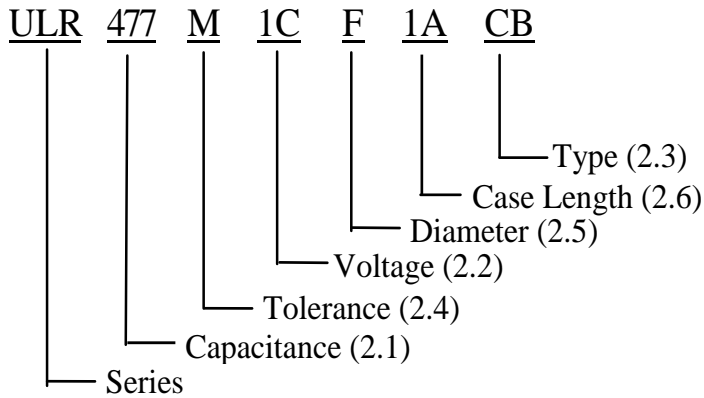 ULR 477 M 1C F 1A CB
Type (2.3)
Case Length (2.6)
Diameter (2.5)
Voltage (2.2)
Tolerance (2.4)
Capacitance (2.1)
Series